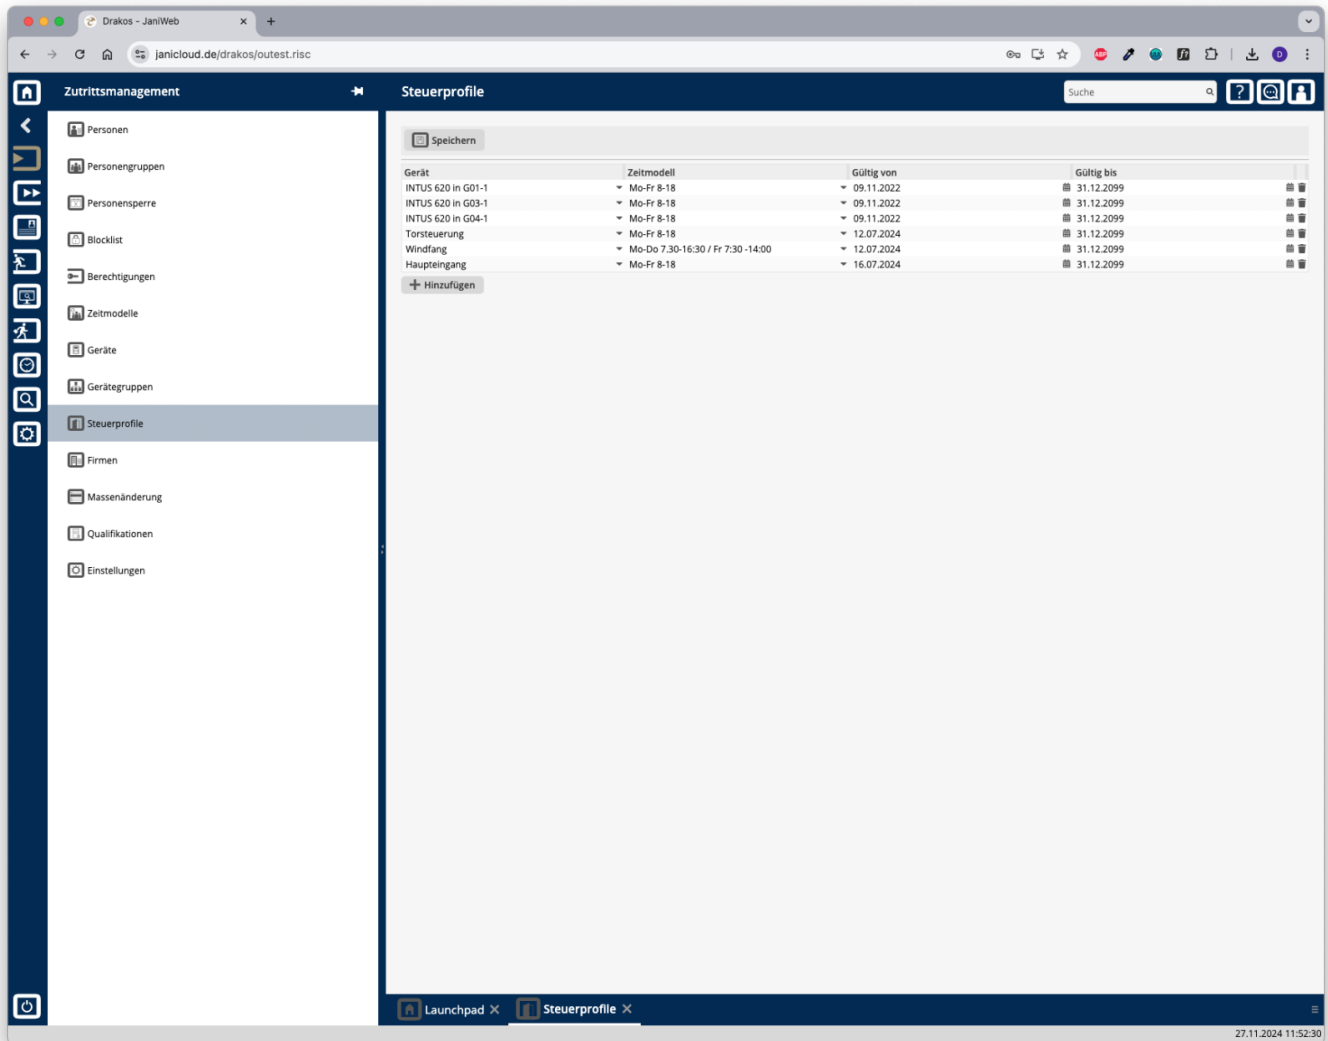 Drakos - JaniWeb
janicloud.de/drakos/outest.risc
ABP
D
Zutrittsmanagement
Steuerprofile
Suche
?
Personen
Personengruppen
Personensperre
Blocklist
Berechtigungen
Zeitmodelle
Geräte
Gerätegruppen
Steuerprofile
Firmen
Massenänderung
Qualifikationen
Einstellungen
Speichern
Gerät Zeitmodell Gültig von Gültig bis
INTUS 620 in G01-1 Mo-Fr 8-18 09.11.2022 31.12.2099
INTUS 620 in G03-1 Mo-Fr 8-18 09.11.2022 31.12.2099
INTUS 620 in G04-1 Mo-Fr 8-18 09.11.2022 31.12.2099
Torsteuerung Mo-Fr 8-18 12.07.2024 31.12.2099
Windfang Mo-Do 7.30-16:30 / Fr 7:30 -14:00 12.07.2024 31.12.2099
Haupteingang Mo-Fr 8-18 16.07.2024 31.12.2099
Hinzufügen
Launchpad
Steuerprofile
27.11.2024 11:52:30